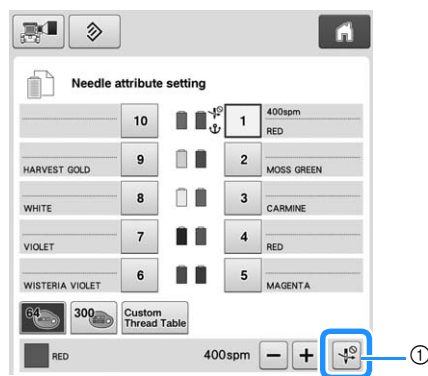 Needle attribute setting
10
1
400spm
RED
HARVEST GOLD
9
2
MOSS GREEN
WHITE
8
3
CARMINE
VIOLET
7
4
RED
WISTERIA VIOLET
6
5
MAGENTA
64
300
Custom
Thread Table
RED
400spm
−
+
①